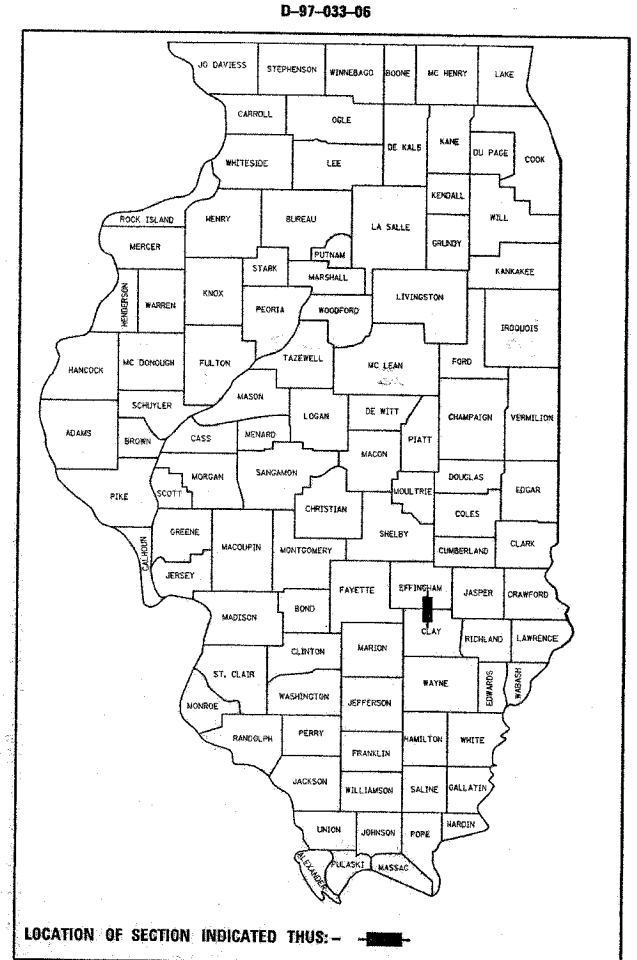 D-97-033-06
JO DAVIESS STEPHENSON WINNEBAGO BOONE MC HENRY LAKE
CARROLL OGLE
DE KALB KANE DU PAGE COOK
WHITESIDE LEE
KENDALL
WILL
ROCK ISLAND HENRY BUREAU LA SALLE
GRUNDY
MERCER PUTNAM
STARK MARSHALL KANKAKEE
HENDERSON WARREN KNOX
PEORIA WOODFORD LIVINGSTON
IROQUOIS
HANCOCK MC DONOUGH FULTON TAZEWELL MC LEAN FORD
MASON
SCHUYLER LOGAN DE WITT CHAMPAIGN VERMILION
ADAMS BROWN CASS MENARD PIATT
MACON
MORGAN SANGAMON
PIKE SCOTT MOULTRIE DOUGLAS EDGAR
CHRISTIAN
COLES
GREENE SHELBY
CALHOUN MACOUPIN MONTGOMERY CUMBERLAND CLARK
JERSEY
FAYETTE EFFINGHAM JASPER CRAWFORD
MADISON BOND
CLAY RICHLAND LAWRENCE
CLINTON MARION
ST. CLAIR
WAYNE EDWARDS WABASH
WASHINGTON
MONROE JEFFERSON
RANDOLPH PERRY HAMILTON WHITE
FRANKLIN
JACKSON WILLIAMSON SALINE GALLATIN
UNION JOHNSON POPE HARDIN
ALEXANDER PULASKI MASSAC
LOCATION OF SECTION INDICATED THUS:-